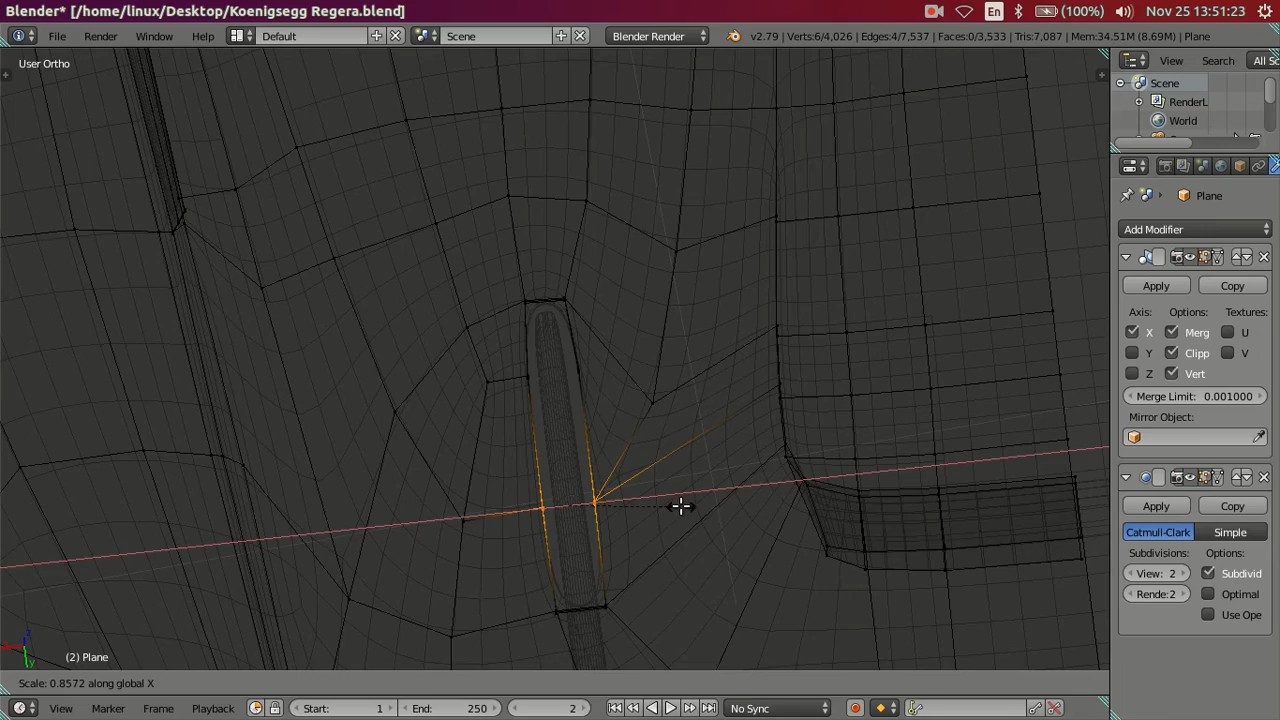 Blender* [/home/linux/Desktop/Koenigsegg Regera.blend]
En
(100%)
Nov 25 13:51:23
File
Render
Window
Help
Default
Scene
Blender Render
v2.79 | Verts:6/4,026 | Edges:4/7,537 | Faces:0/3,533 | Tris:7,087 | Mem:34.51M (8.69M) | Plane
User Ortho
View
Search
All Sc
Scene
RenderL
World
Plane
Add Modifier
Apply
Copy
Axis:
Options:
Textures:
X
Merg
U
Y
Clipp
V
Z
Vert
Merge Limit: 0.001000
Mirror Object:
Apply
Copy
Catmull-Clark
Simple
Subdivisions:
Options:
View: 2
Subdivid
Rende:2
Optimal
Use Ope
(2) Plane
Scale: 0.8572 along global X
View
Marker
Frame
Playback
Start: 1
End: 250
2
No Sync